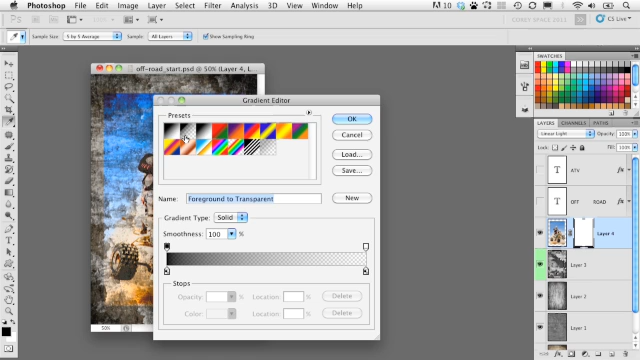 Photoshop File Edit Image Layer Select Filter Analysis 3D View Window Help
10
100%
COREY SPACE 2011
CS Live
Sample Size: 5 by 5 Average
Sample: All Layers
Show Sampling Ring
off-road_start.psd @ 50% (Layer 4, L
Gradient Editor
Presets
OK
Cancel
Load...
Save...
Name: Foreground to Transparent
New
Gradient Type: Solid
Smoothness: 100 %
Stops
Opacity: % Location: % Delete
Color: Location: % Delete
50%
SWATCHES
LAYERS CHANNELS PATHS
Linear Light Opacity: 100%
Lock: Fill: 100%
T ATV
T OFF ROAD
Layer 4
Layer 3
Layer 2
Layer 1